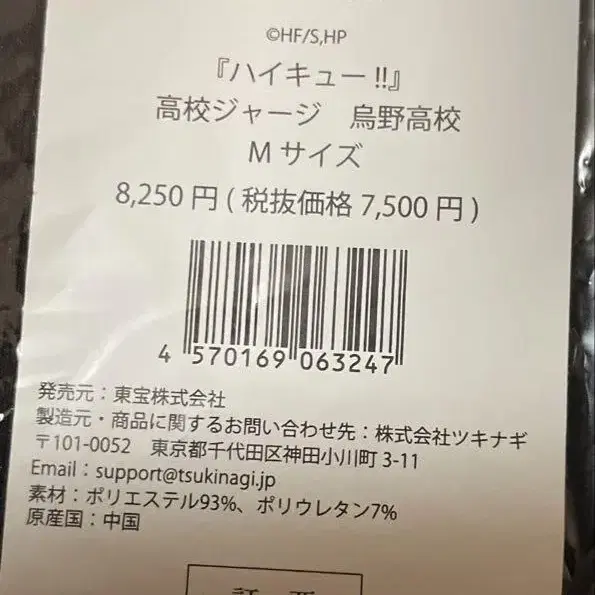 ©HF/S,HP
『ハイキュー!!』
高校ジャージ　烏野高校
Mサイズ
8,250円(税抜価格7,500円)
4 570169 063247
発売元：東宝株式会社
製造元・商品に関するお問い合わせ先：株式会社ツキナギ
〒101-0052　東京都千代田区神田小川町3-11
Email：support@tsukinagi.jp
素材：ポリエステル93%、ポリウレタン7%
原産国：中国